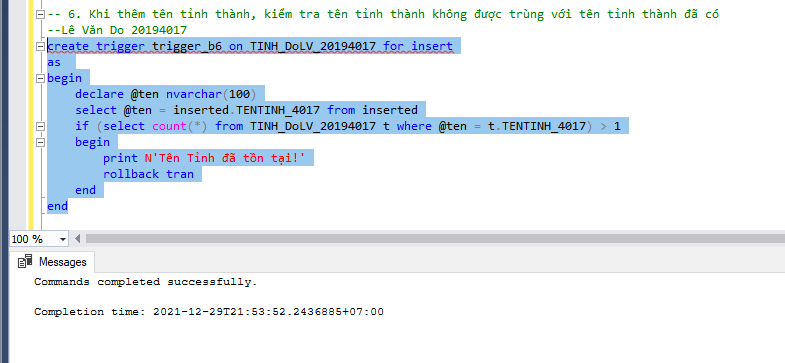 -- 6. Khi thêm tên tỉnh thành, kiểm tra tên tỉnh thành không được trùng với tên tỉnh thành đã có
--Lê Văn Do 20194017
create trigger trigger_b6 on TINH_DoLV_20194017 for insert
as
begin
declare @ten nvarchar(100)
select @ten = inserted.TENTINH_4017 from inserted
if (select count(*) from TINH_DoLV_20194017 t where @ten = t.TENTINH_4017) > 1
begin
print N'Tên Tỉnh đã tồn tại!'
rollback tran
end
end
100 %
Messages
Commands completed successfully.
Completion time: 2021-12-29T21:53:52.2436885+07:00